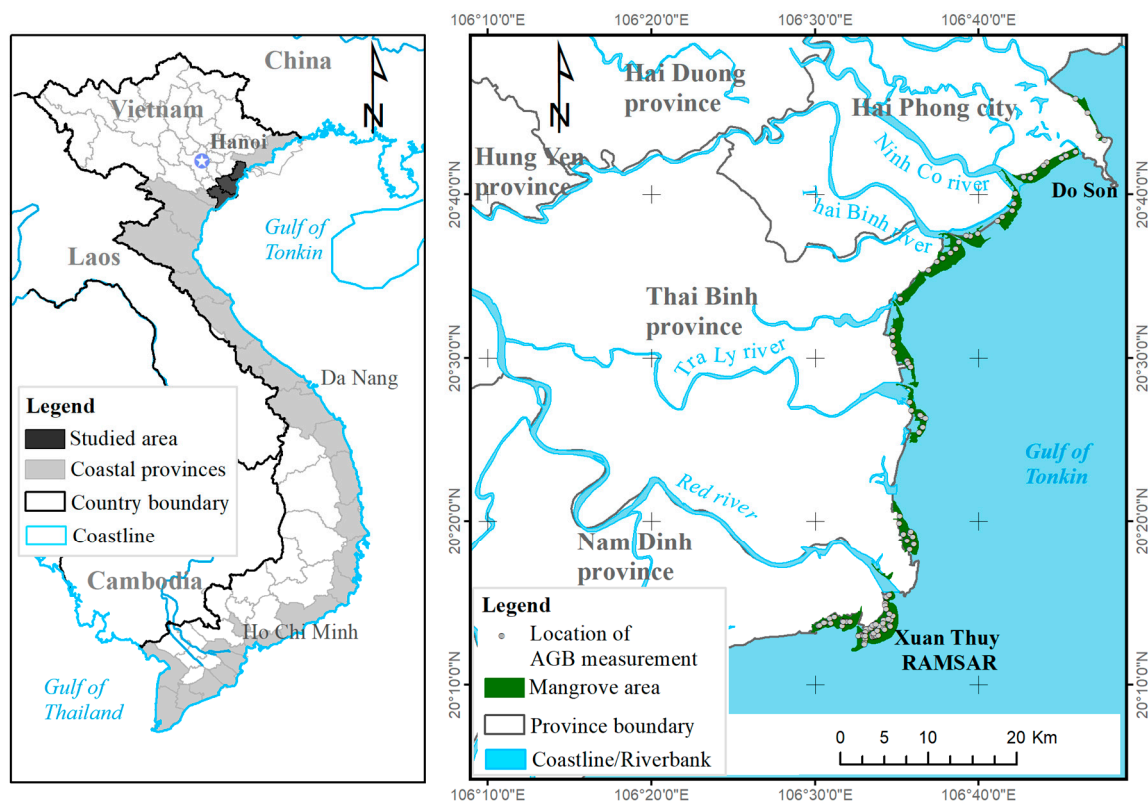 China
Vietnam
Hanoi
N
Gulf of
Tonkin
Laos
Da Nang
Legend
Studied area
Coastal provinces
Country boundary
Coastline
Cambodia
Ho Chi Minh
Gulf of
Thailand
106°10'0"E
106°20'0"E
106°30'0"E
106°40'0"E
N
Hai Duong
province
Hai Phong city
Hung Yen
province
Ninh Co river
Do Son
hai Binh river
Thai Binh
province
Tra Ly river
Gulf of
Tonkin
Red river
Nam Dinh
province
Xuan Thuy
RAMSAR
20°40'0"N
20°30'0"N
20°20'0"N
20°10'0"N
20°40'0"N
20°30'0"N
20°20'0"N
20°10'0"N
Legend
Location of
AGB measurement
Mangrove area
Province boundary
Coastline/Riverbank
0 5 10 20 Km
106°10'0"E
106°20'0"E
106°30'0"E
106°40'0"E